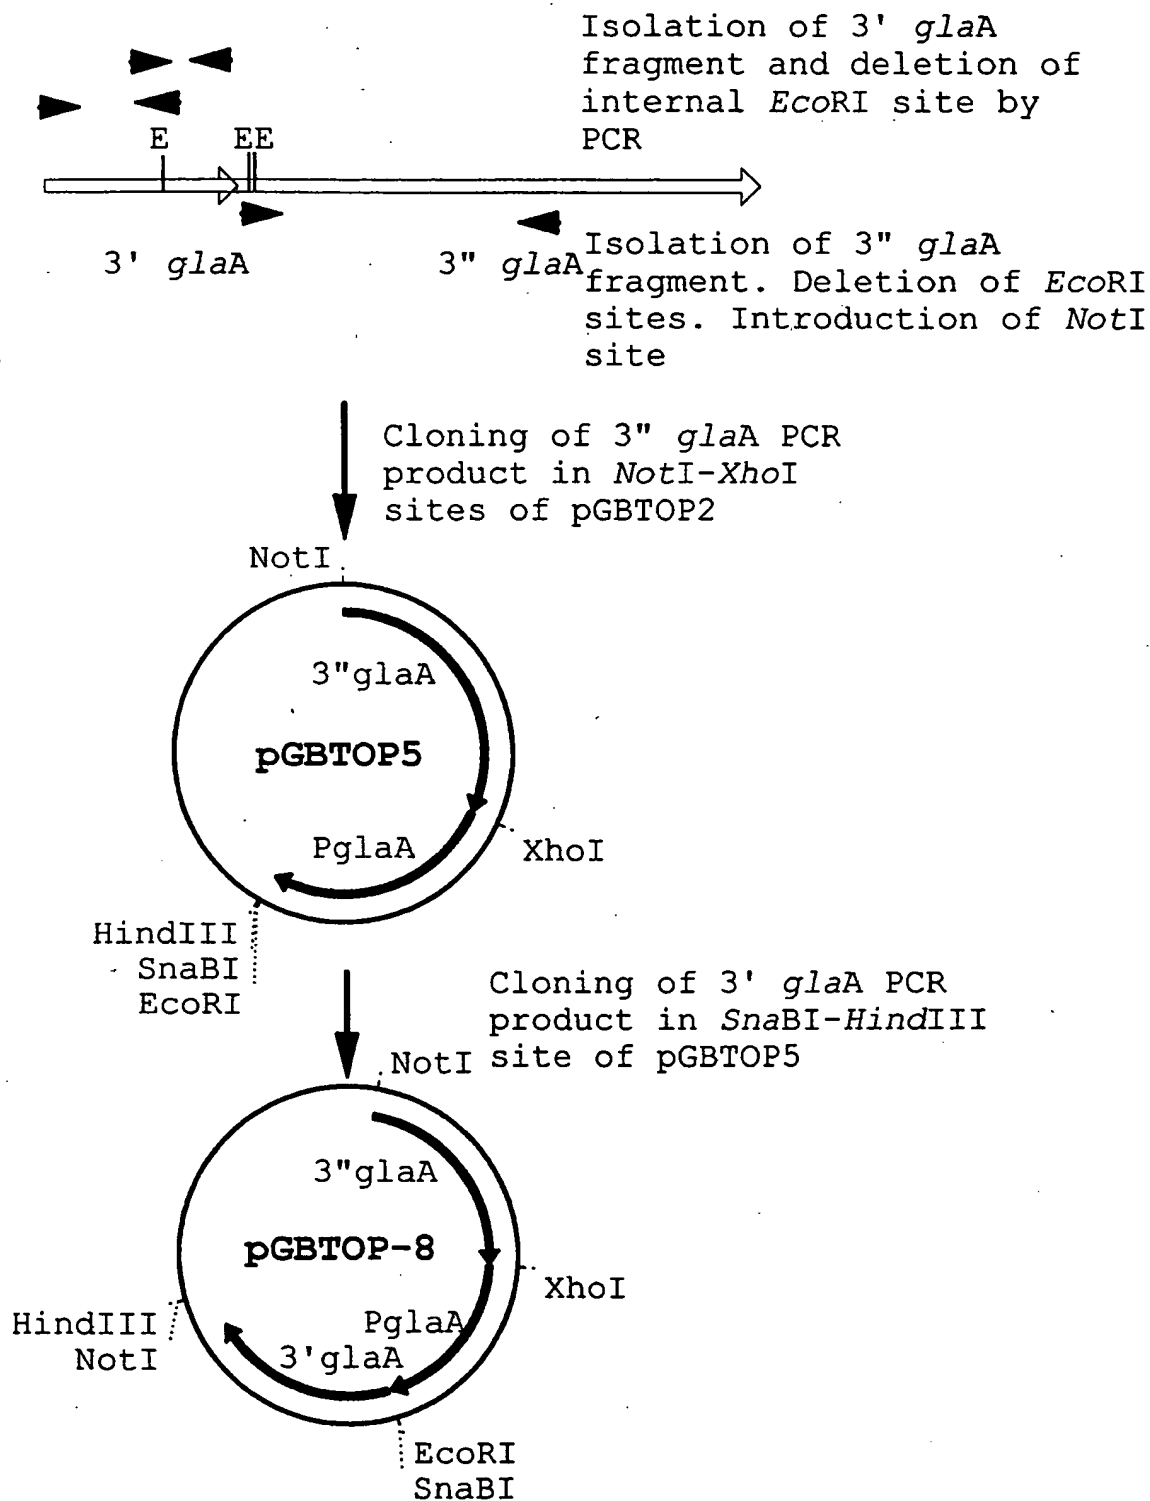 Isolation of 3' glaA
fragment and deletion of
internal EcoRI site by
PCR
E
EE
3' glaA
3" glaA
Isolation of 3" glaA
fragment. Deletion of EcoRI
sites. Introduction of NotI
site
Cloning of 3" glaA PCR
product in NotI-XhoI
sites of pGBTOP2
NotI
3"glaA
pGBTOP5
PglaA
XhoI
HindIII
SnaBI
EcoRI
Cloning of 3' glaA PCR
product in SnaBI-HindIII
site of pGBTOP5
NotI
3"glaA
pGBTOP-8
XhoI
PglaA
3'glaA
HindIII
NotI
EcoRI
SnaBI